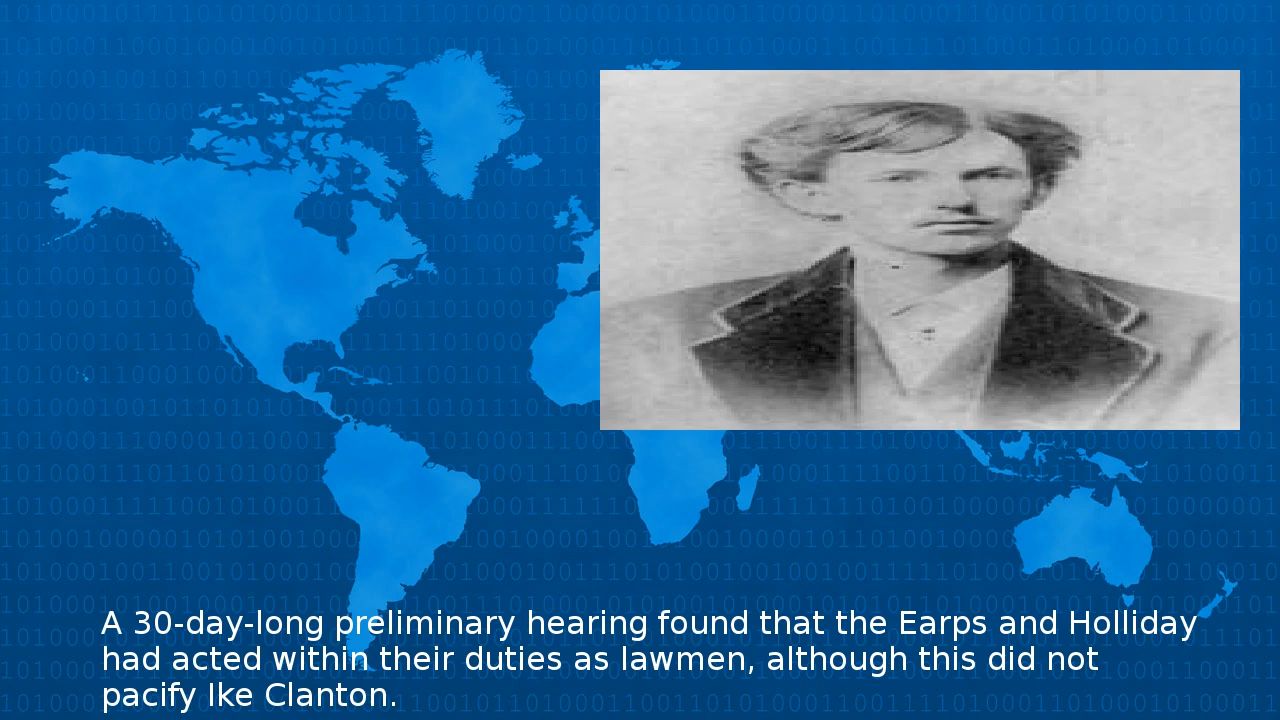 A 30-day-long preliminary hearing found that the Earps and Holliday
had acted within their duties as lawmen, although this did not
pacify Ike Clanton.